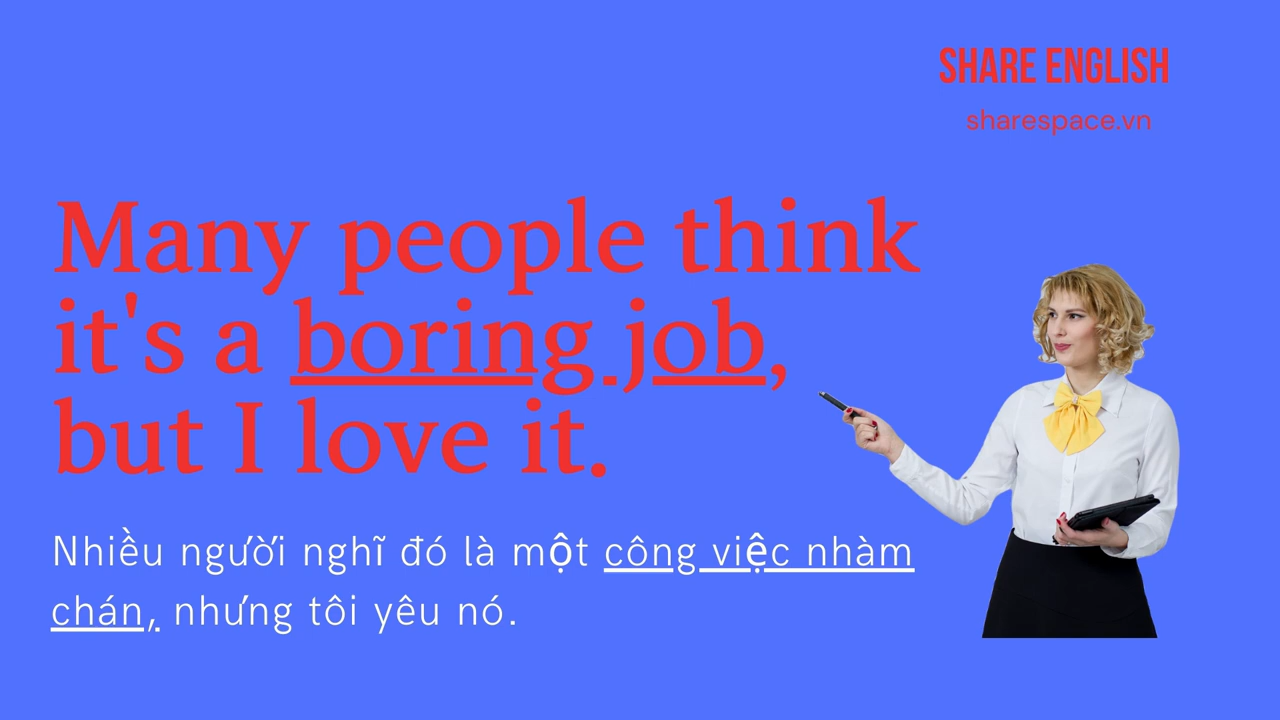 SHARE ENGLISH
sharespace.vn
Many people think
it's a boring job,
but I love it.
Nhiều người nghĩ đó là một công việc nhàm
chán, nhưng tôi yêu nó.